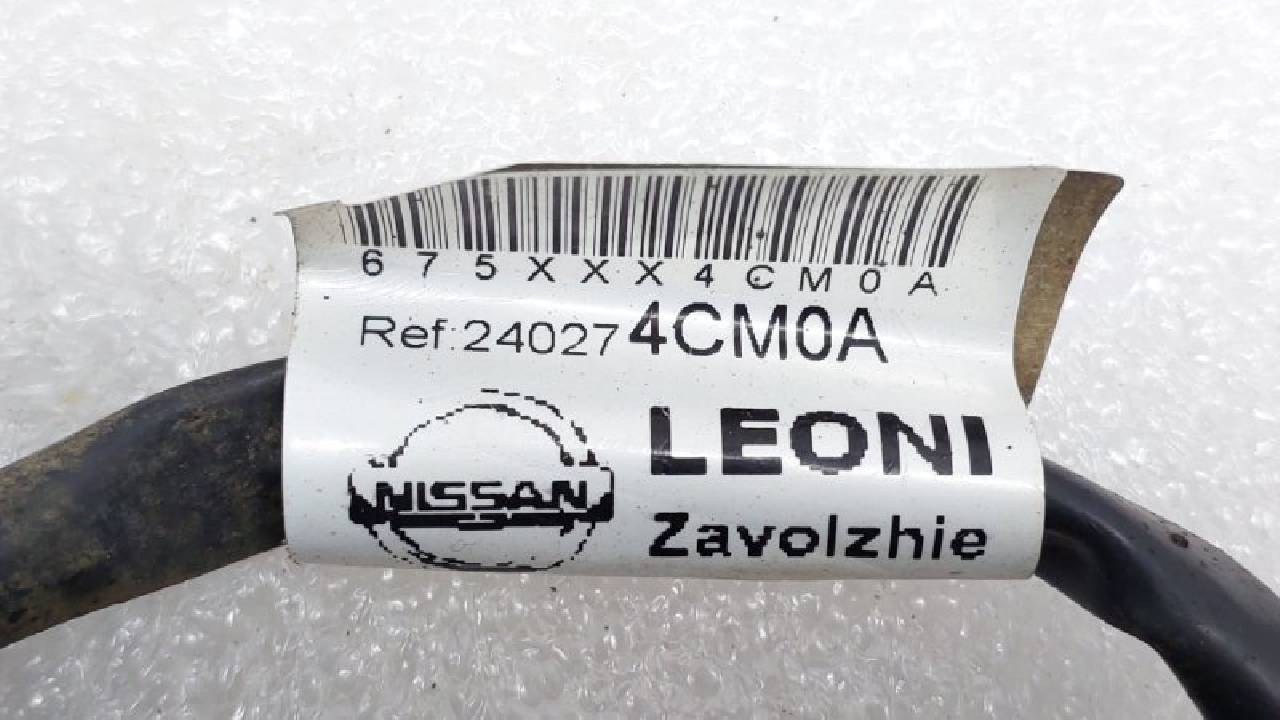 675XXX4CM0A
Ref:240274CM0A
LEONI
NISSAN
Zavolzhie